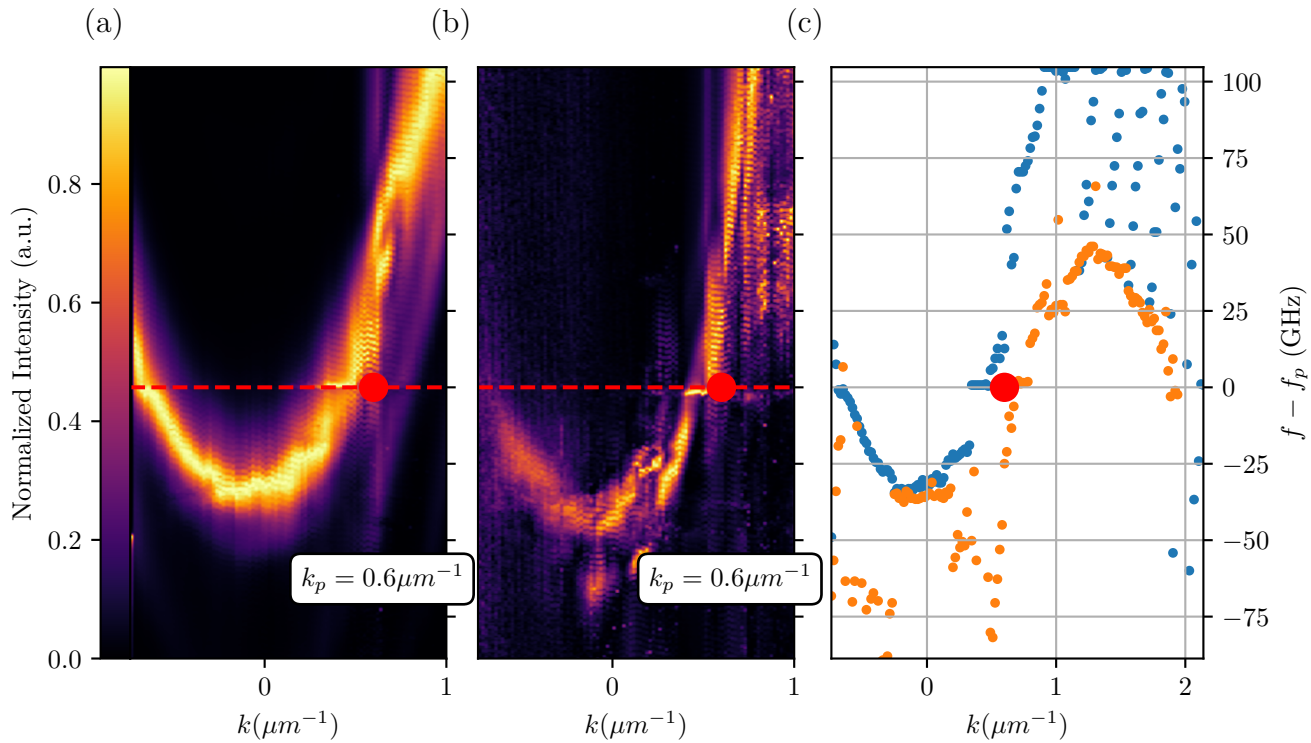 (a)
(b)
(c)
Normalized Intensity (a.u.)
0.8
0.6
0.4
0.2
0.0
k_p = 0.6μm⁻¹
k_p = 0.6μm⁻¹
100
75
50
25
0
−25
−50
−75
f − f_p (GHz)
0
1
0
1
0
1
2
k(μm⁻¹)
k(μm⁻¹)
k(μm⁻¹)